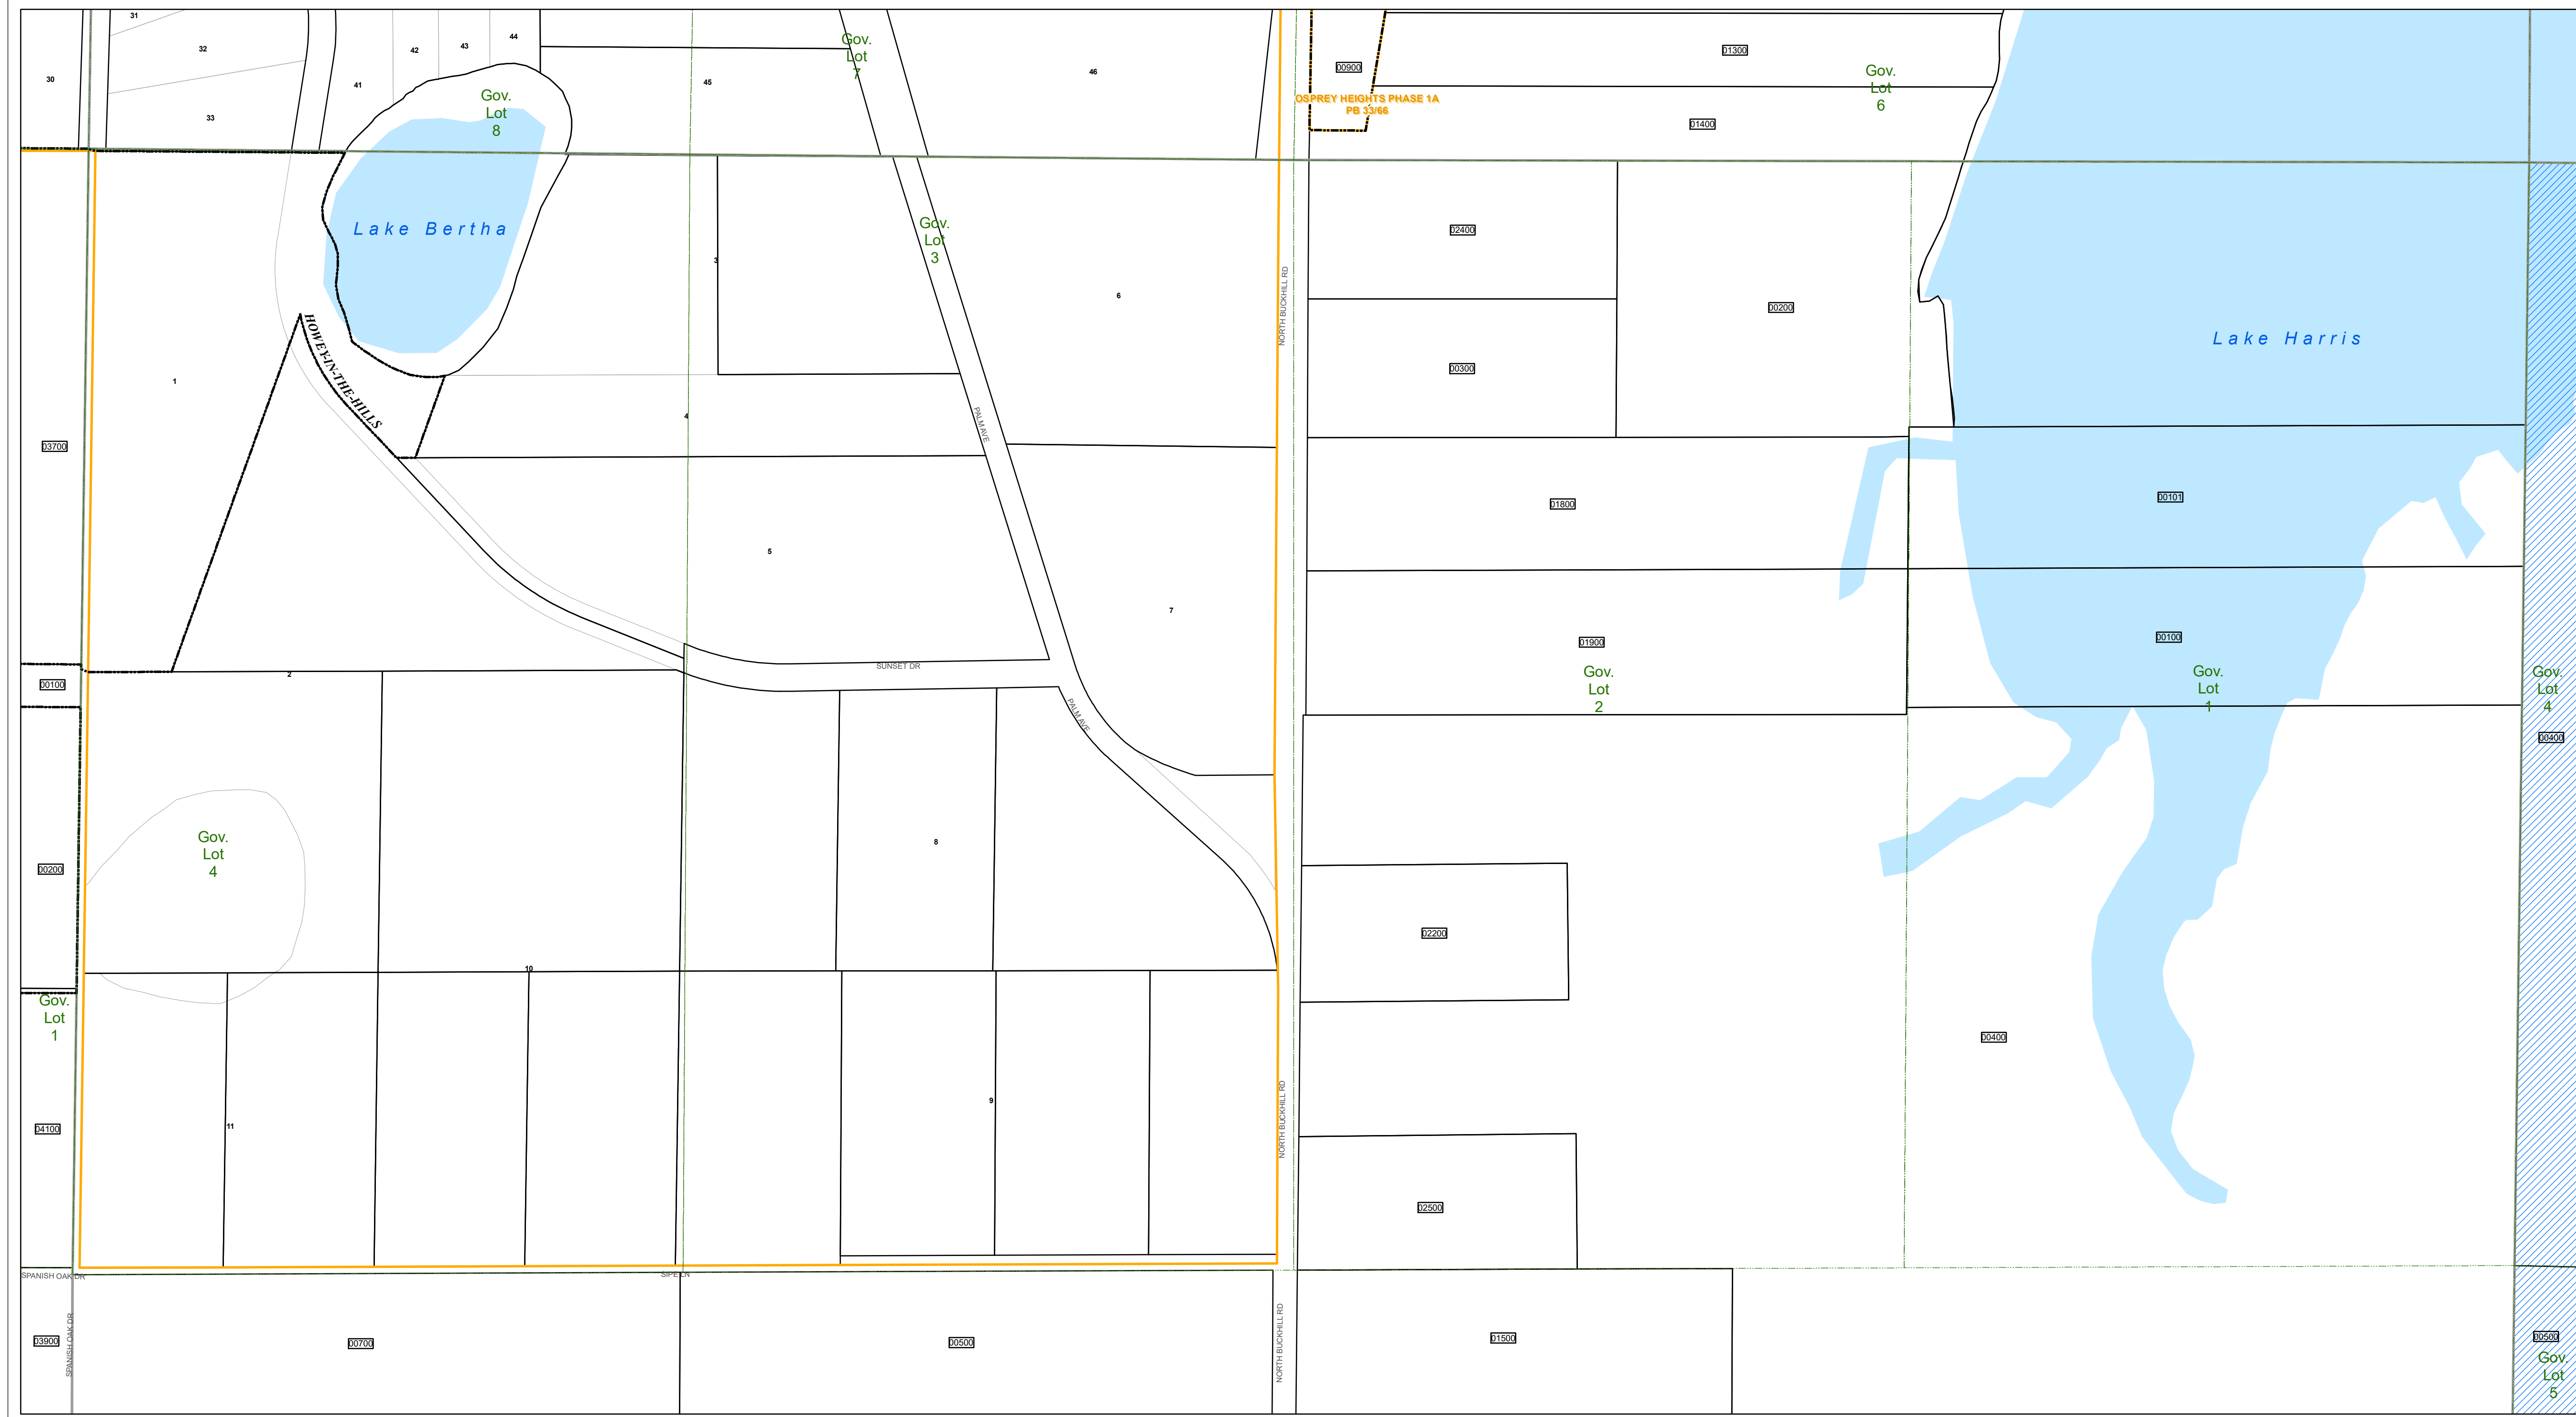 31
32
30
33
41
42
43
44
45
46
Gov.
Lot
7
Gov.
Lot
8
00900
OSPREY HEIGHTS PHASE 1A
PB 33/66
01300
Gov.
Lot
6
01400
Lake Bertha
3
Gov.
Lot
3
6
NORTH BUCKHILL RD
02400
00200
00300
Lake Harris
1
HOWEY-IN-THE-HILLS
4
PALM AVE
03700
5
01800
00101
7
01900
00100
Gov.
Lot
2
Gov.
Lot
1
Gov.
Lot
4
00400
00100
2
SUNSET DR
PALM AVE
8
Gov.
Lot
4
00200
02200
10
Gov.
Lot
1
00400
9
NORTH BUCKHILL RD
04100
11
02500
SPANISH OAK DR
SIPE LN
03900
SPANISH OAK DR
00700
00500
NORTH BUCKHILL RD
01500
00500
Gov.
Lot
5